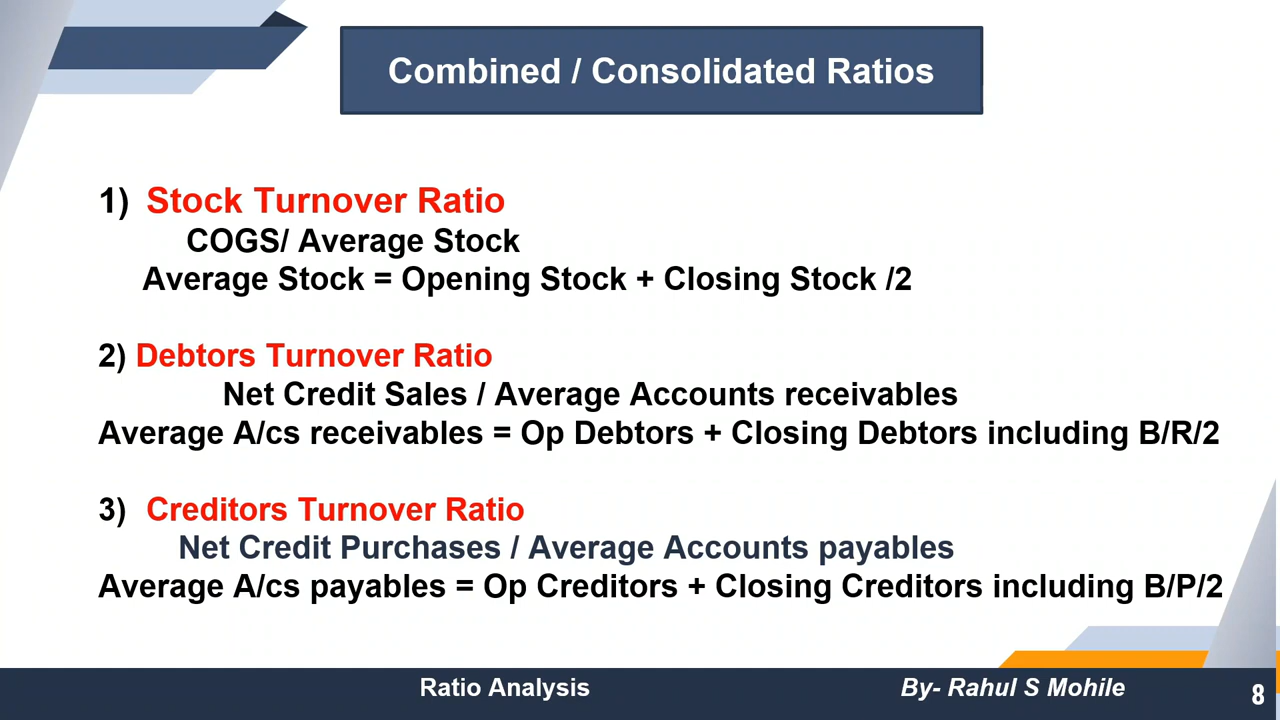 Combined / Consolidated Ratios
1) Stock Turnover Ratio
COGS/ Average Stock
Average Stock = Opening Stock + Closing Stock /2
2) Debtors Turnover Ratio
Net Credit Sales / Average Accounts receivables
Average A/cs receivables = Op Debtors + Closing Debtors including B/R/2
3) Creditors Turnover Ratio
Net Credit Purchases / Average Accounts payables
Average A/cs payables = Op Creditors + Closing Creditors including B/P/2
Ratio Analysis By- Rahul S Mohile 8